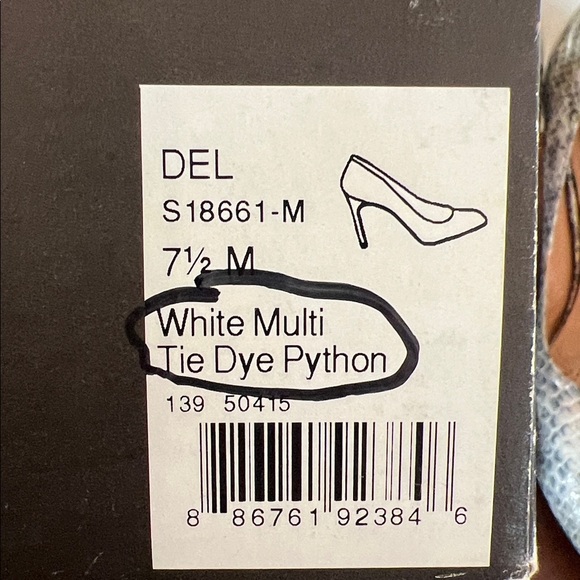 DEL
S18661-M
7½ M
White Multi
Tie Dye Python
139 50415
8 86761 92384 6